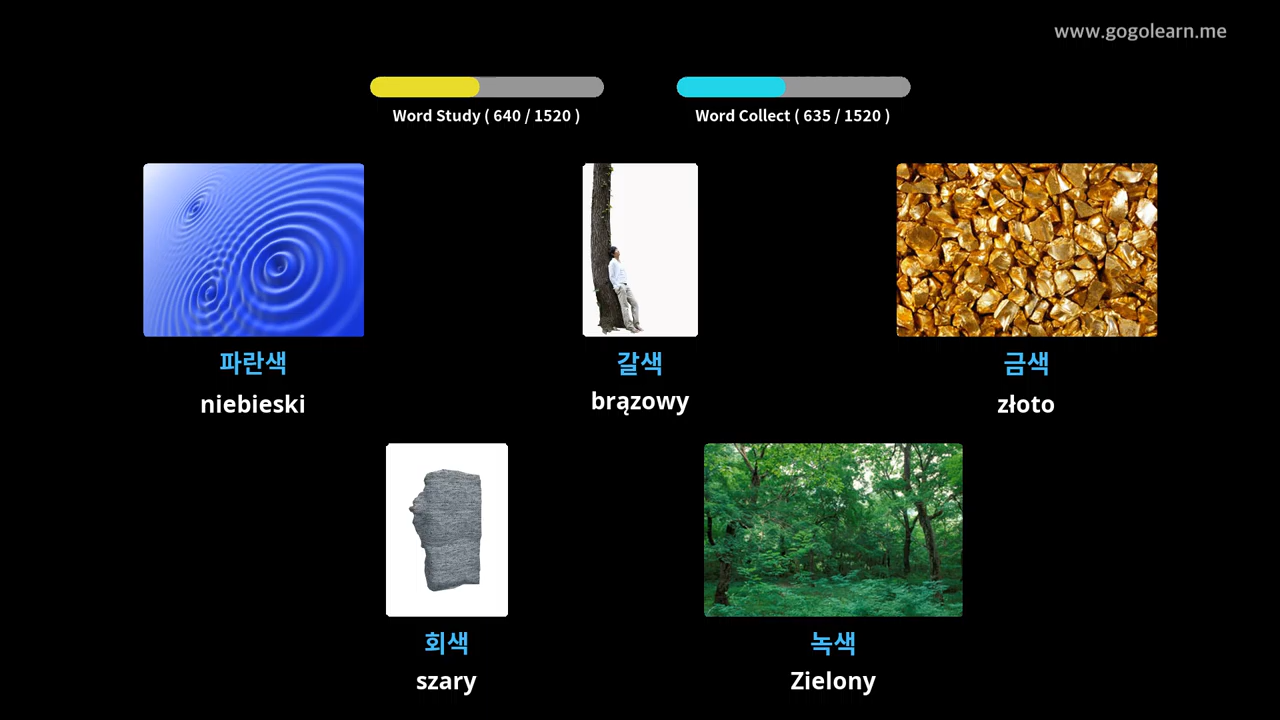 www.gogolearn.me
Word Study ( 640 / 1520 )
Word Collect ( 635 / 1520 )
파란색
갈색
금색
niebieski
brązowy
złoto
회색
녹색
szary
Zielony